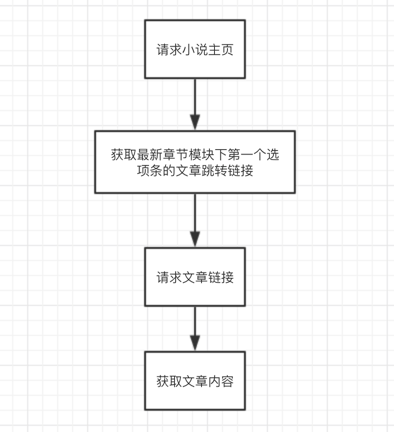 请求小说主页
获取最新章节模块下第一个选
项条的文章跳转链接
请求文章链接
获取文章内容